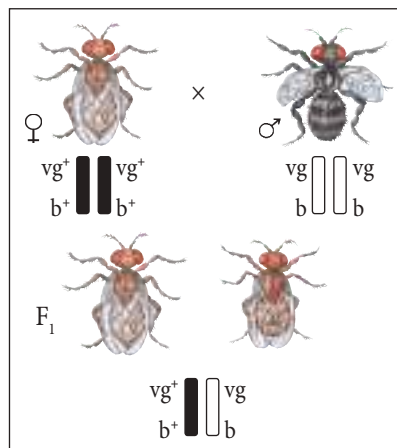 ♀ × ♂
vg⁺ vg⁺ vg vg
b⁺ b⁺ b b
F₁
vg⁺ vg
b⁺ b